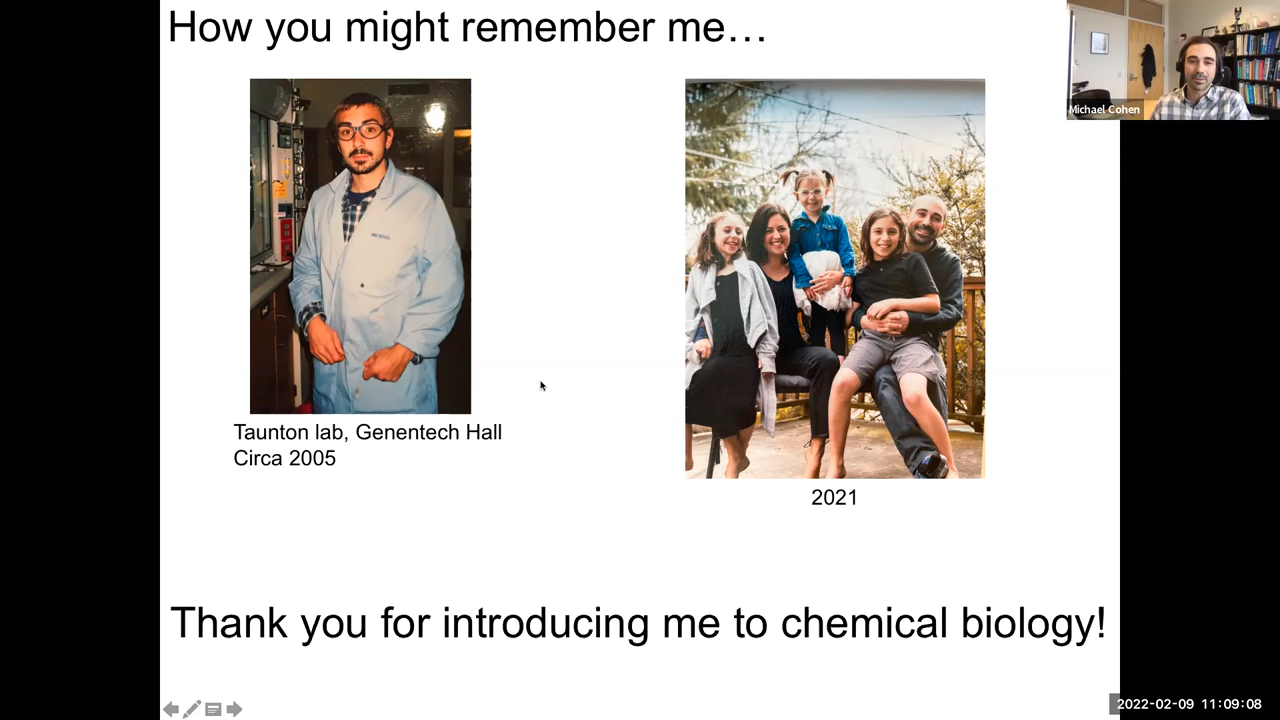 How you might remember me…
Michael Cohen
Taunton lab, Genentech Hall
Circa 2005
2021
Thank you for introducing me to chemical biology!
2022-02-09 11:09:08